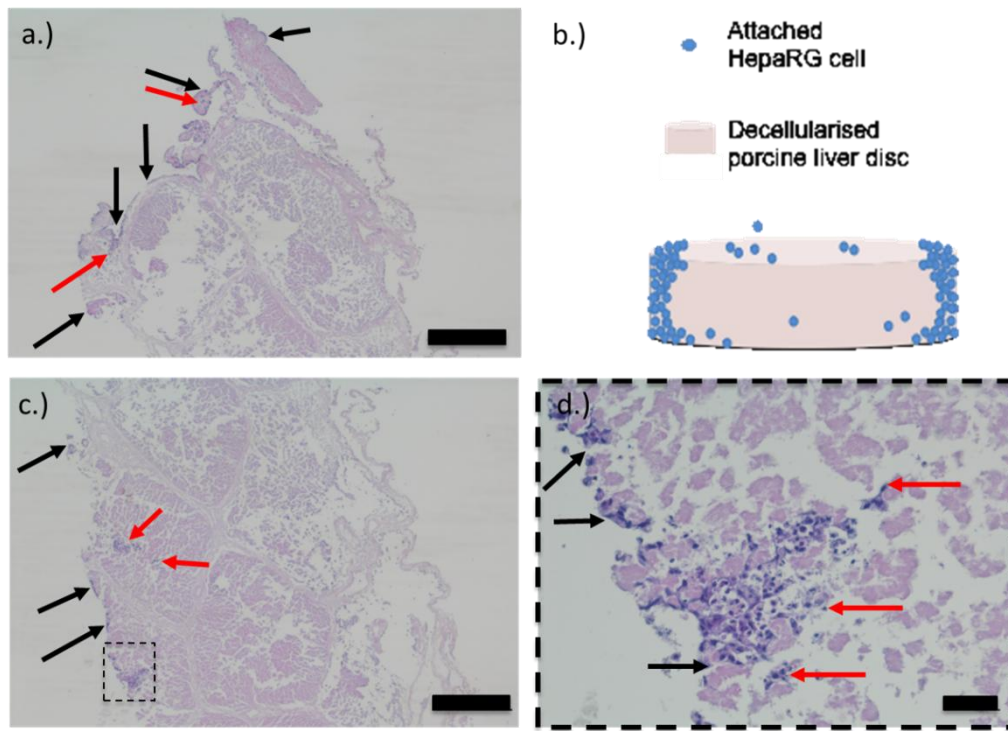 a.)
b.)
Attached
HepaRG cell
Decellularised
porcine liver disc
c.)
d.)